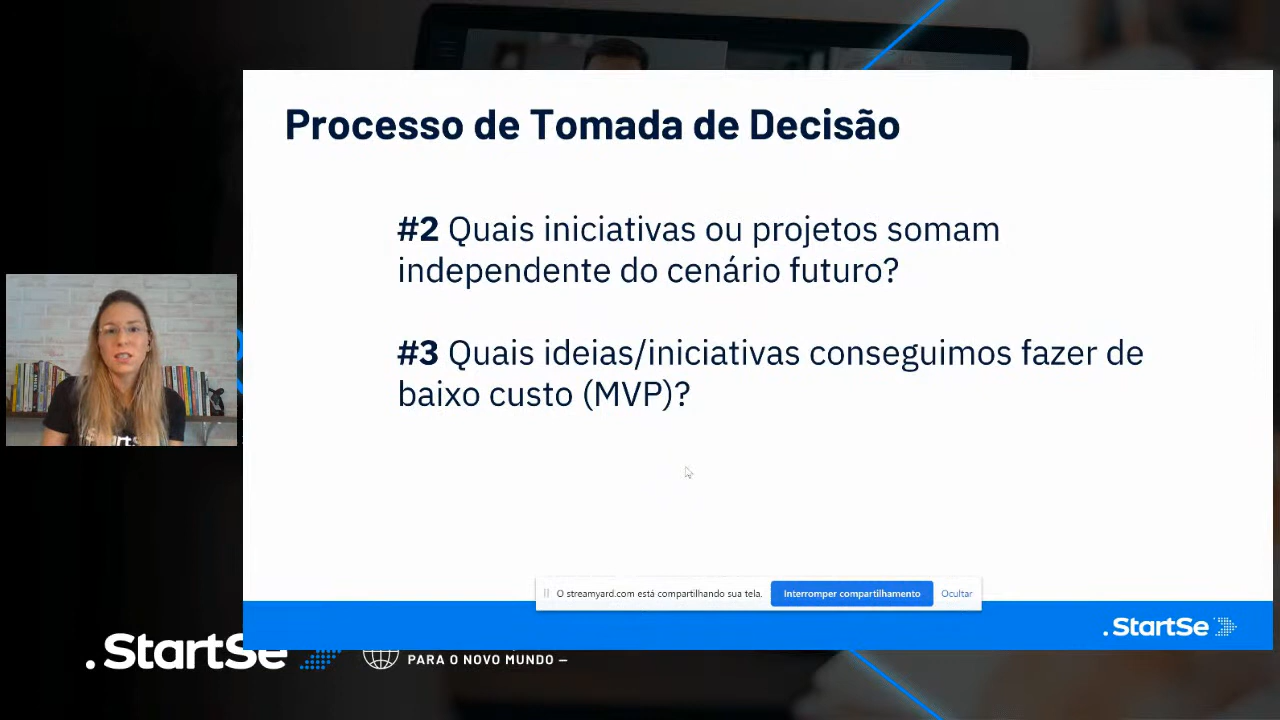 Processo de Tomada de Decisão
#2 Quais iniciativas ou projetos somam
independente do cenário futuro?
#3 Quais ideias/iniciativas conseguimos fazer de
baixo custo (MVP)?
O streamyard.com está compartilhando sua tela.
Interromper compartilhamento
Ocultar
.StartSe
.StartSe
PARA O NOVO MUNDO –